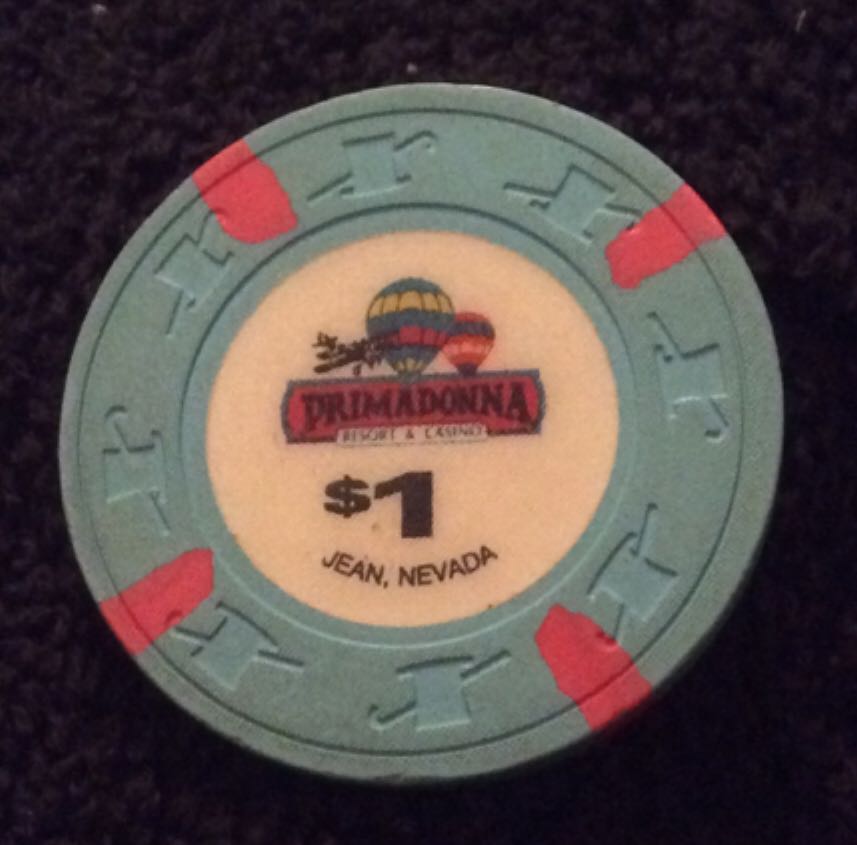 PRIMADONNA
RESORT & CASINO
$1
JEAN, NEVADA